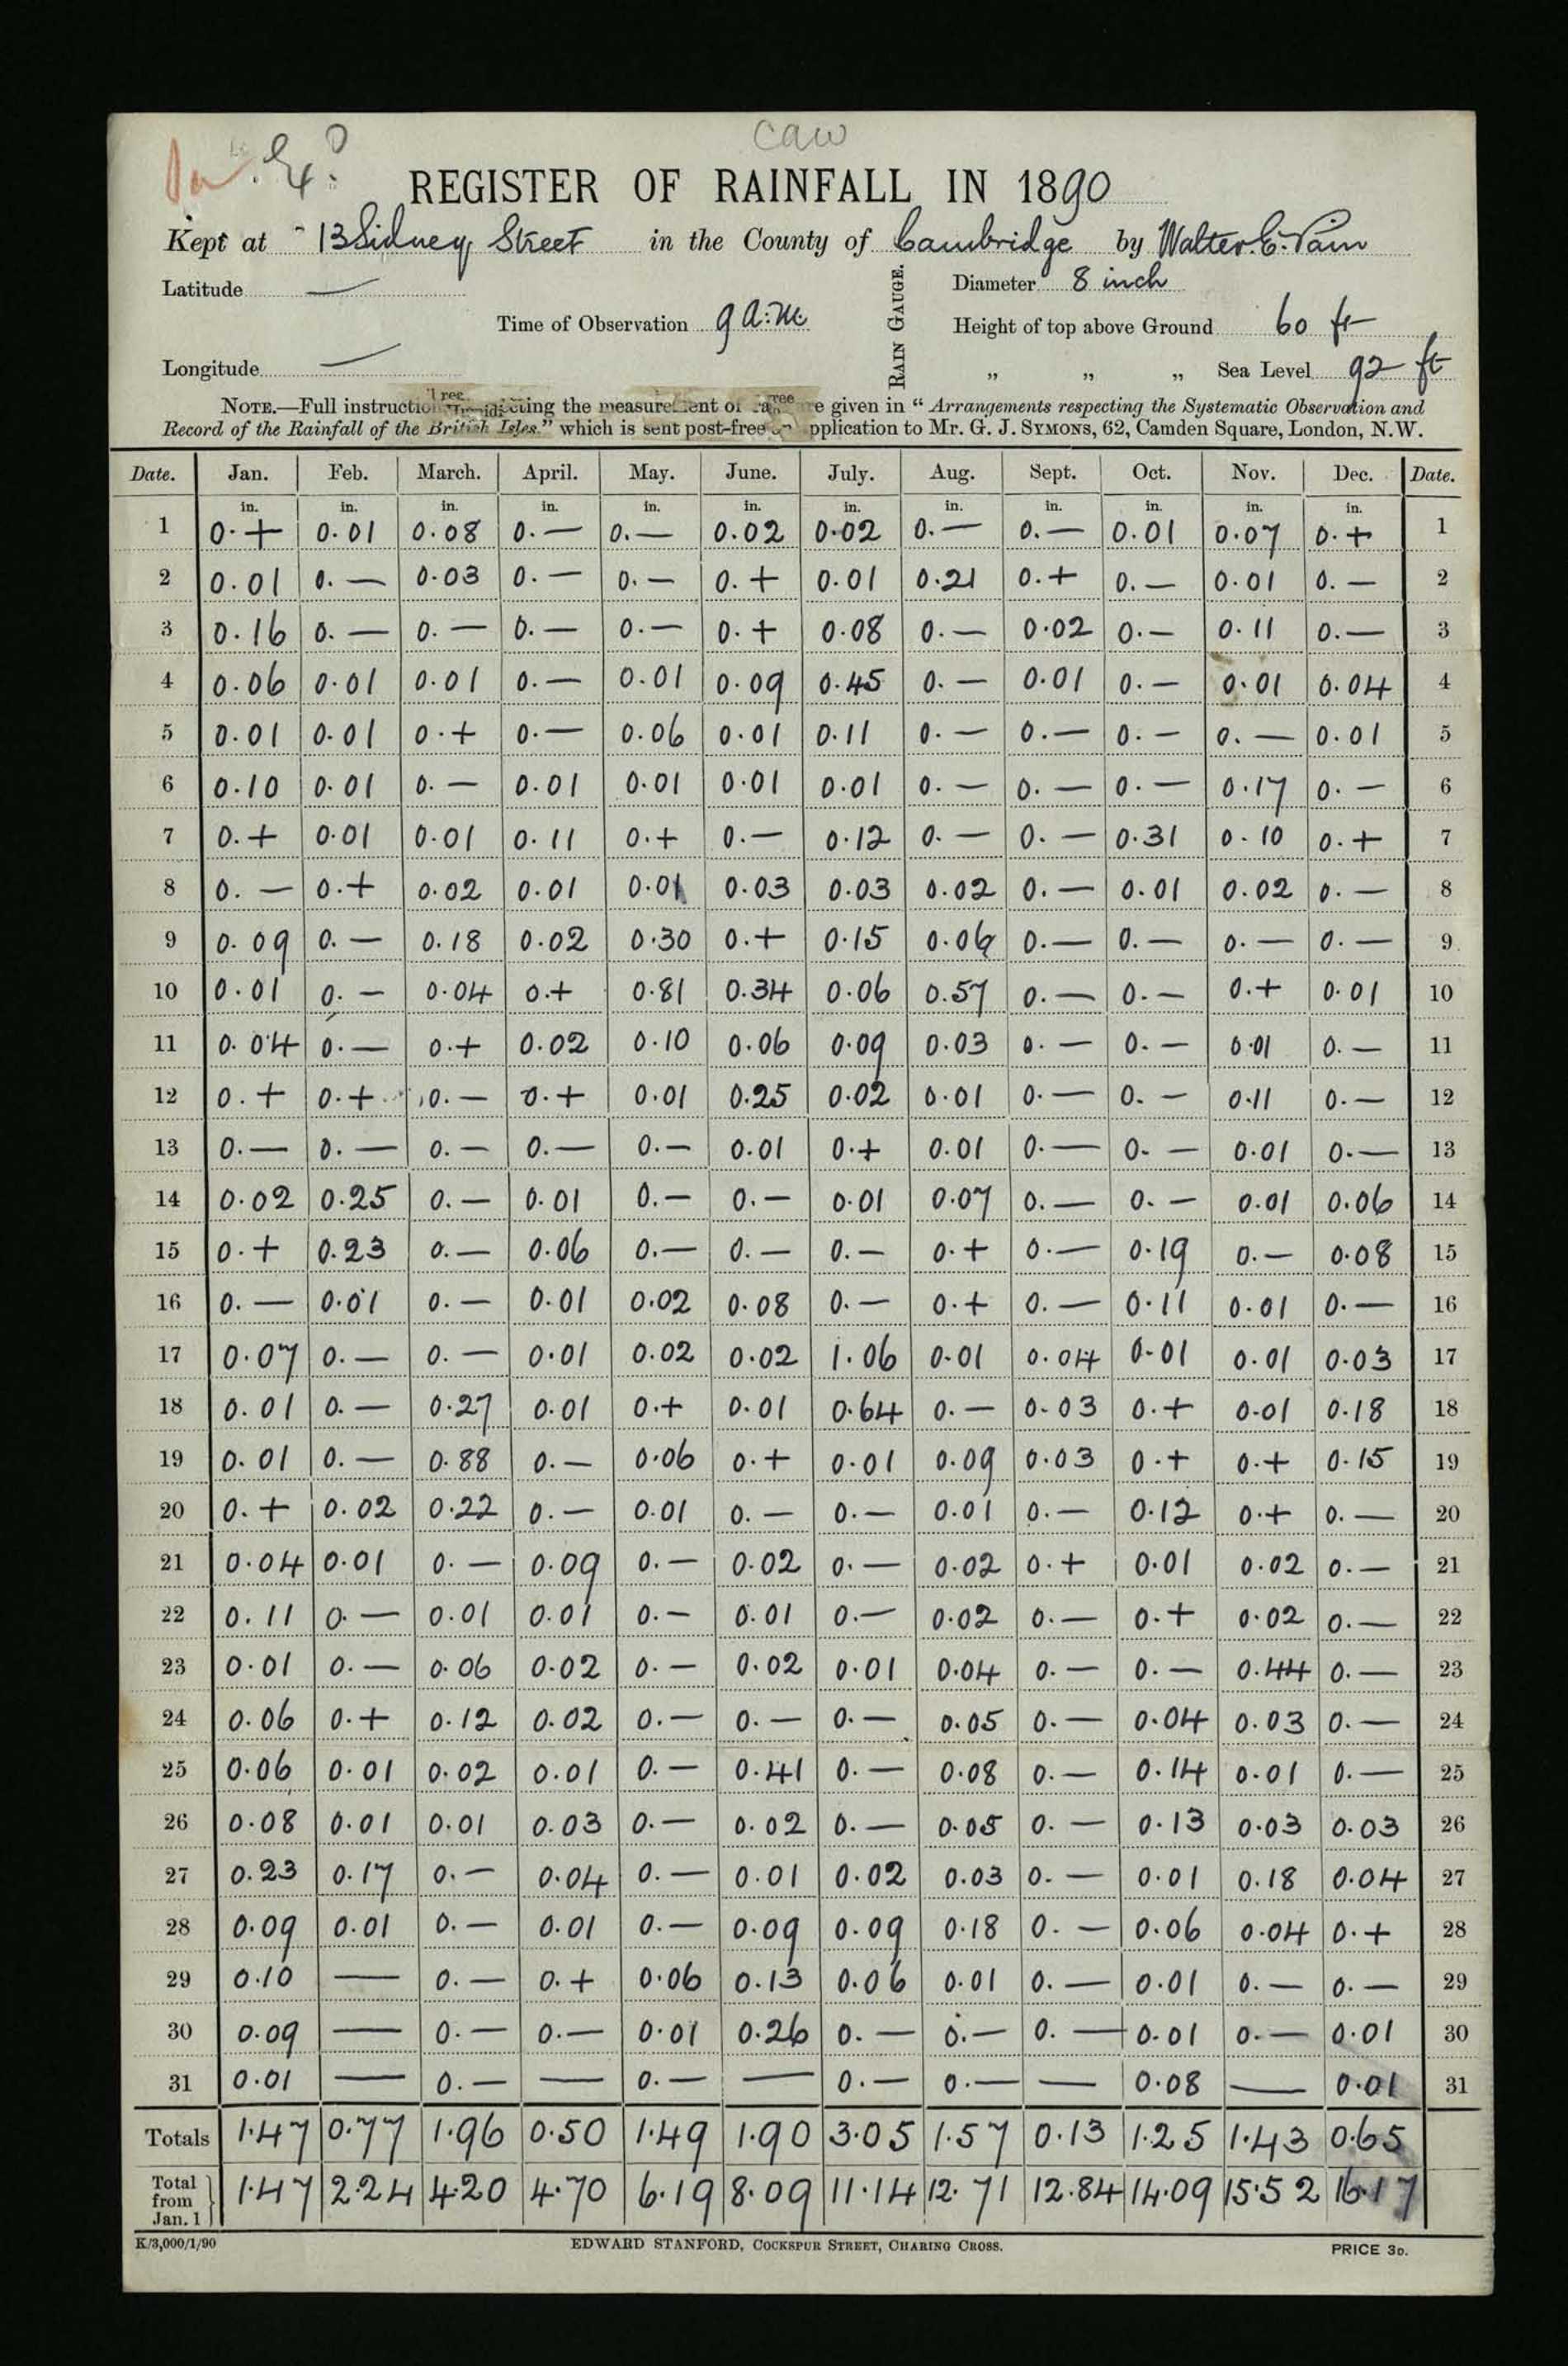 caw
REGISTER OF RAINFALL IN 1890
Kept at 13 Sidney Street in the County of Cambridge by Walter. E. Pain
Latitude — Diameter 8 inch
Time of Observation 9 a.m. RAIN GAUGE. Height of top above Ground 60 ft
Longitude — „ „ „ Sea Level 92 ft
NOTE.—Full the measurement of given in “Arrangements respecting the Systematic Observation and
Record of the Rainfall of the British Isles.” which is sent post-free application to Mr. G. J. SYMONS, 62, Camden Square, London, N.W.
Date. Jan. Feb. March. April. May. June. July. Aug. Sept. Oct. Nov. Dec. Date.
in. in. in. in. in. in. in. in. in. in. in. in.
1 0.+ 0.01 0.08 0.— 0.— 0.02 0.02 0.— 0.— 0.01 0.07 0.+ 1
2 0.01 0.— 0.03 0.— 0.— 0.+ 0.01 0.21 0.+ 0.— 0.01 0.— 2
3 0.16 0.— 0.— 0.— 0.— 0.+ 0.08 0.— 0.02 0.— 0.11 0.— 3
4 0.06 0.01 0.01 0.— 0.01 0.09 0.45 0.— 0.01 0.— 0.01 0.04 4
5 0.01 0.01 0.+ 0.— 0.06 0.01 0.11 0.— 0.— 0.— 0.— 0.01 5
6 0.10 0.01 0.— 0.01 0.01 0.01 0.01 0.— 0.— 0.— 0.17 0.— 6
7 0.+ 0.01 0.01 0.11 0.+ 0.— 0.12 0.— 0.— 0.31 0.10 0.+ 7
8 0.— 0.+ 0.02 0.01 0.01 0.03 0.03 0.02 0.— 0.01 0.02 0.— 8
9 0.09 0.— 0.18 0.02 0.30 0.+ 0.15 0.06 0.— 0.— 0.— 0.— 9
10 0.01 0.— 0.04 0.+ 0.81 0.34 0.06 0.57 0.— 0.— 0.+ 0.01 10
11 0.04 0.— 0.+ 0.02 0.10 0.06 0.09 0.03 0.— 0.— 0.01 0.— 11
12 0.+ 0.+ 0.— 0.+ 0.01 0.25 0.02 0.01 0.— 0.— 0.11 0.— 12
13 0.— 0.— 0.— 0.— 0.— 0.01 0.+ 0.01 0.— 0.— 0.01 0.— 13
14 0.02 0.25 0.— 0.01 0.— 0.— 0.01 0.07 0.— 0.— 0.01 0.06 14
15 0.+ 0.23 0.— 0.06 0.— 0.— 0.— 0.+ 0.— 0.19 0.— 0.08 15
16 0.— 0.01 0.— 0.01 0.02 0.08 0.— 0.+ 0.— 0.11 0.01 0.— 16
17 0.07 0.— 0.— 0.01 0.02 0.02 1.06 0.01 0.04 0.01 0.01 0.03 17
18 0.01 0.— 0.27 0.01 0.+ 0.01 0.64 0.— 0.03 0.+ 0.01 0.18 18
19 0.01 0.— 0.88 0.— 0.06 0.+ 0.01 0.09 0.03 0.+ 0.+ 0.15 19
20 0.+ 0.02 0.22 0.— 0.01 0.— 0.— 0.01 0.— 0.12 0.+ 0.— 20
21 0.04 0.01 0.— 0.09 0.— 0.02 0.— 0.02 0.+ 0.01 0.02 0.— 21
22 0.11 0.— 0.01 0.01 0.— 0.01 0.— 0.02 0.— 0.+ 0.02 0.— 22
23 0.01 0.— 0.06 0.02 0.— 0.02 0.01 0.04 0.— 0.— 0.44 0.— 23
24 0.06 0.+ 0.12 0.02 0.— 0.— 0.— 0.05 0.— 0.04 0.03 0.— 24
25 0.06 0.01 0.02 0.01 0.— 0.41 0.— 0.08 0.— 0.14 0.01 0.— 25
26 0.08 0.01 0.01 0.03 0.— 0.02 0.— 0.05 0.— 0.13 0.03 0.03 26
27 0.23 0.17 0.— 0.04 0.— 0.01 0.02 0.03 0.— 0.01 0.18 0.04 27
28 0.09 0.01 0.— 0.01 0.— 0.09 0.09 0.18 0.— 0.06 0.04 0.+ 28
29 0.10 — 0.— 0.+ 0.06 0.13 0.06 0.01 0.— 0.01 0.— 0.— 29
30 0.09 — 0.— 0.— 0.01 0.26 0.— 0.— 0.— 0.01 0.— 0.01 30
31 0.01 — 0.— — 0.— — 0.— 0.— — 0.08 — 0.01 31
Totals 1.47 0.77 1.96 0.50 1.49 1.90 3.05 1.57 0.13 1.25 1.43 0.65
Total from Jan. 1 1.47 2.24 4.20 4.70 6.19 8.09 11.14 12.71 12.84 14.09 15.52 16.17
K/3,000/1/90 EDWARD STANFORD, COCKSPUR STREET, CHARING CROSS. PRICE 3D.